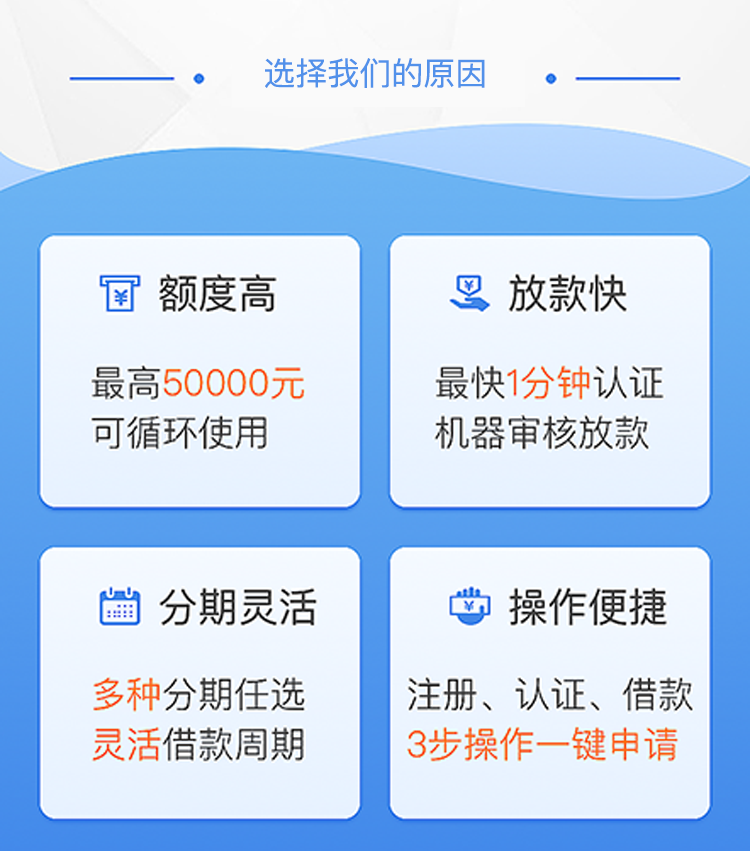 选择我们的原因
额度高
最高50000元
可循环使用
放款快
最快1分钟认证
机器审核放款
分期灵活
多种分期任选
灵活借款周期
操作便捷
注册、认证、借款
3步操作一键申请